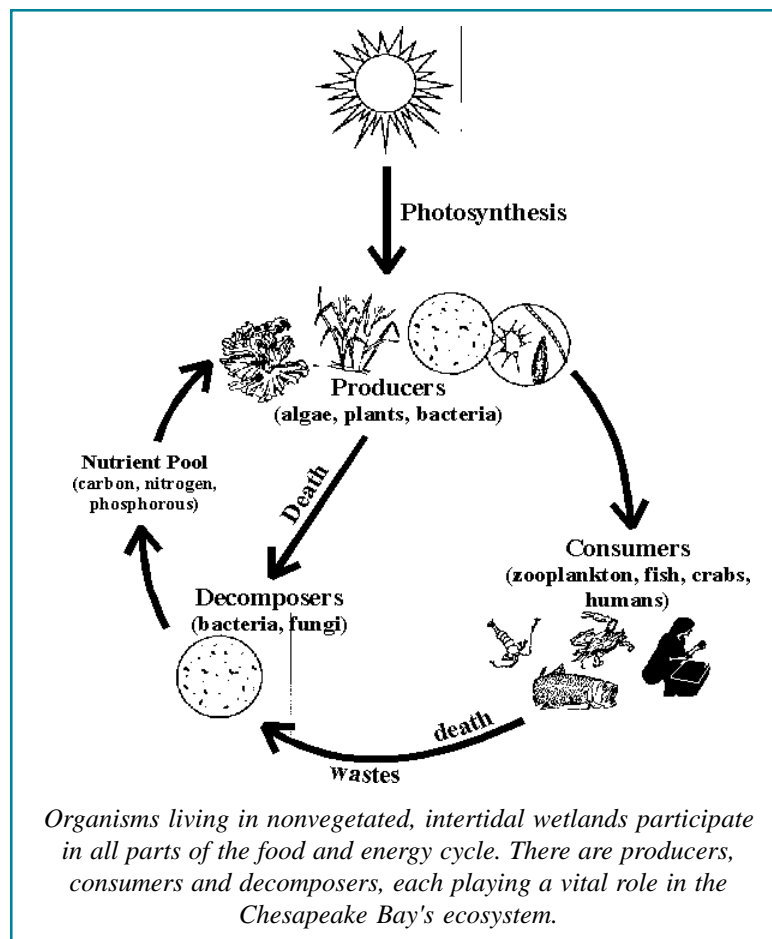 Photosynthesis
Producers
(algae, plants, bacteria)
Nutrient Pool
(carbon, nitrogen,
phosphorous)
Death
Consumers
(zooplankton, fish, crabs,
humans)
Decomposers
(bacteria, fungi)
death
wastes
Organisms living in nonvegetated, intertidal wetlands participate
in all parts of the food and energy cycle. There are producers,
consumers and decomposers, each playing a vital role in the
Chesapeake Bay's ecosystem.